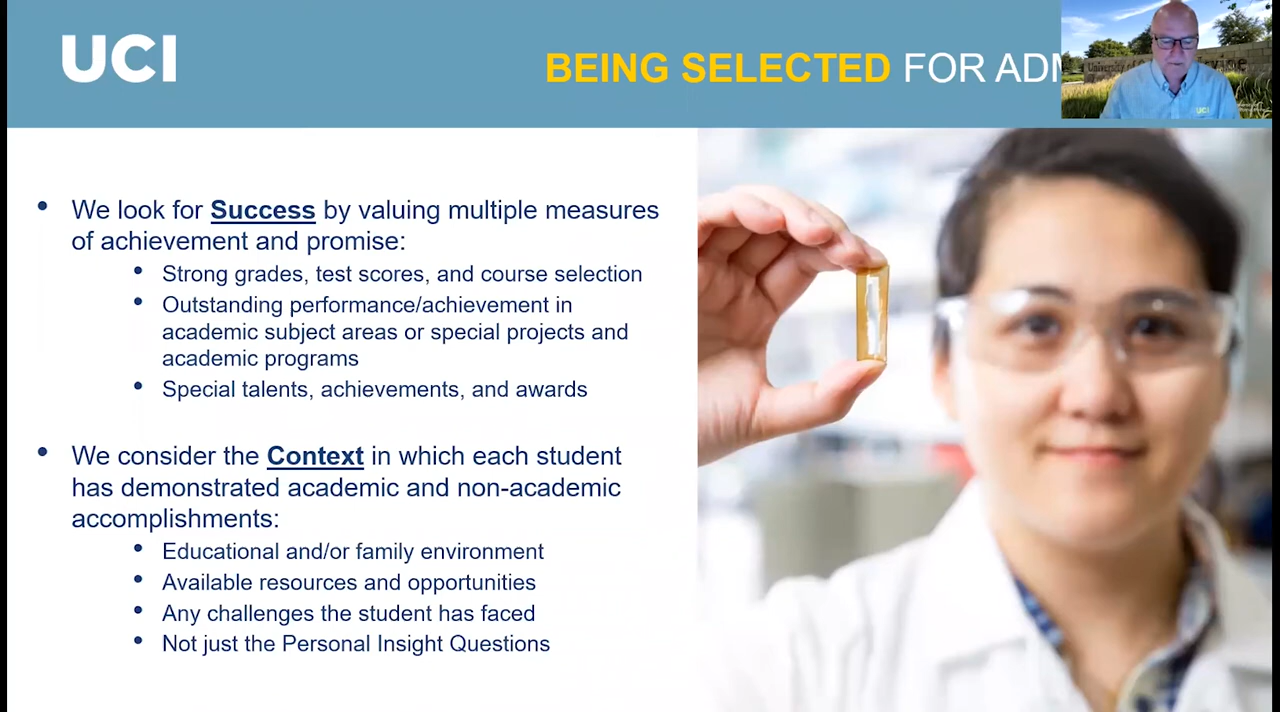 UCI
BEING SELECTED FOR ADM
University of
UCI
• We look for Success by valuing multiple measures
of achievement and promise:
• Strong grades, test scores, and course selection
• Outstanding performance/achievement in
academic subject areas or special projects and
academic programs
• Special talents, achievements, and awards
• We consider the Context in which each student
has demonstrated academic and non-academic
accomplishments:
• Educational and/or family environment
• Available resources and opportunities
• Any challenges the student has faced
• Not just the Personal Insight Questions